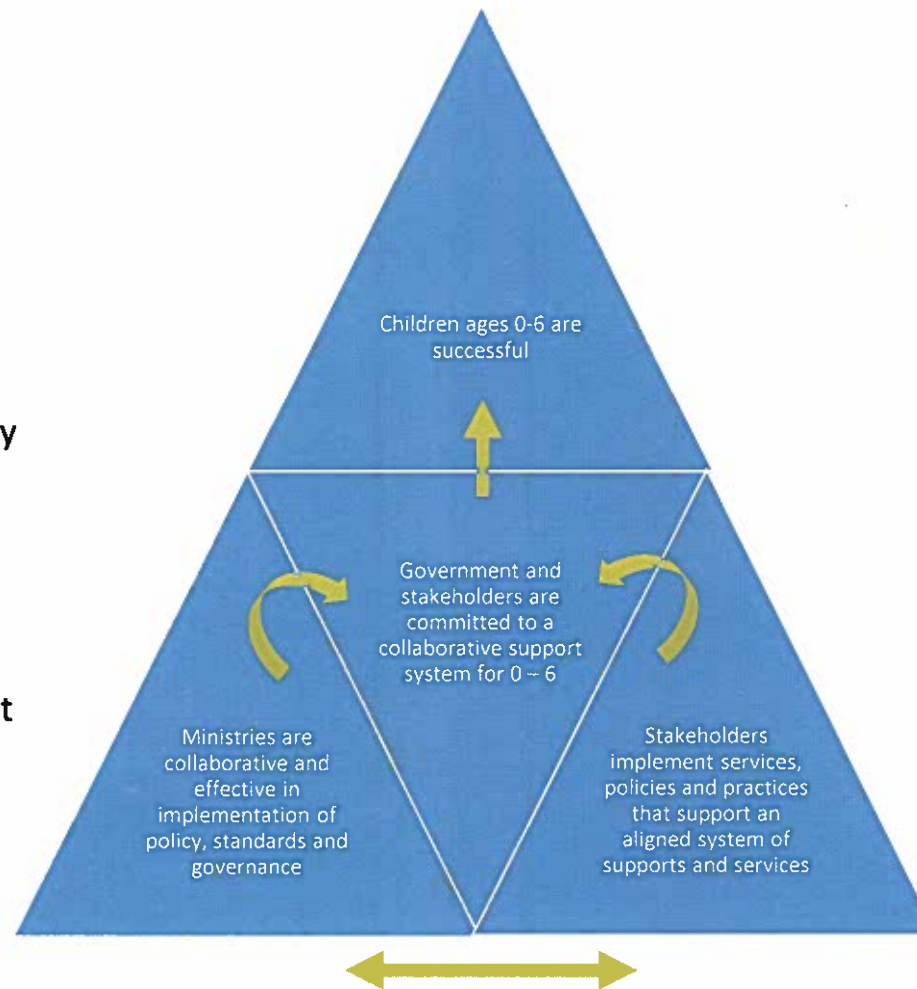 Children ages 0-6 are
successful
y
Government and
stakeholders are
committed to a
collaborative support
system for 0 – 6
t
Ministries are
collaborative and
effective in
implementation of
policy, standards and
governance
Stakeholders
implement services,
policies and practices
that support an
aligned system of
supports and services